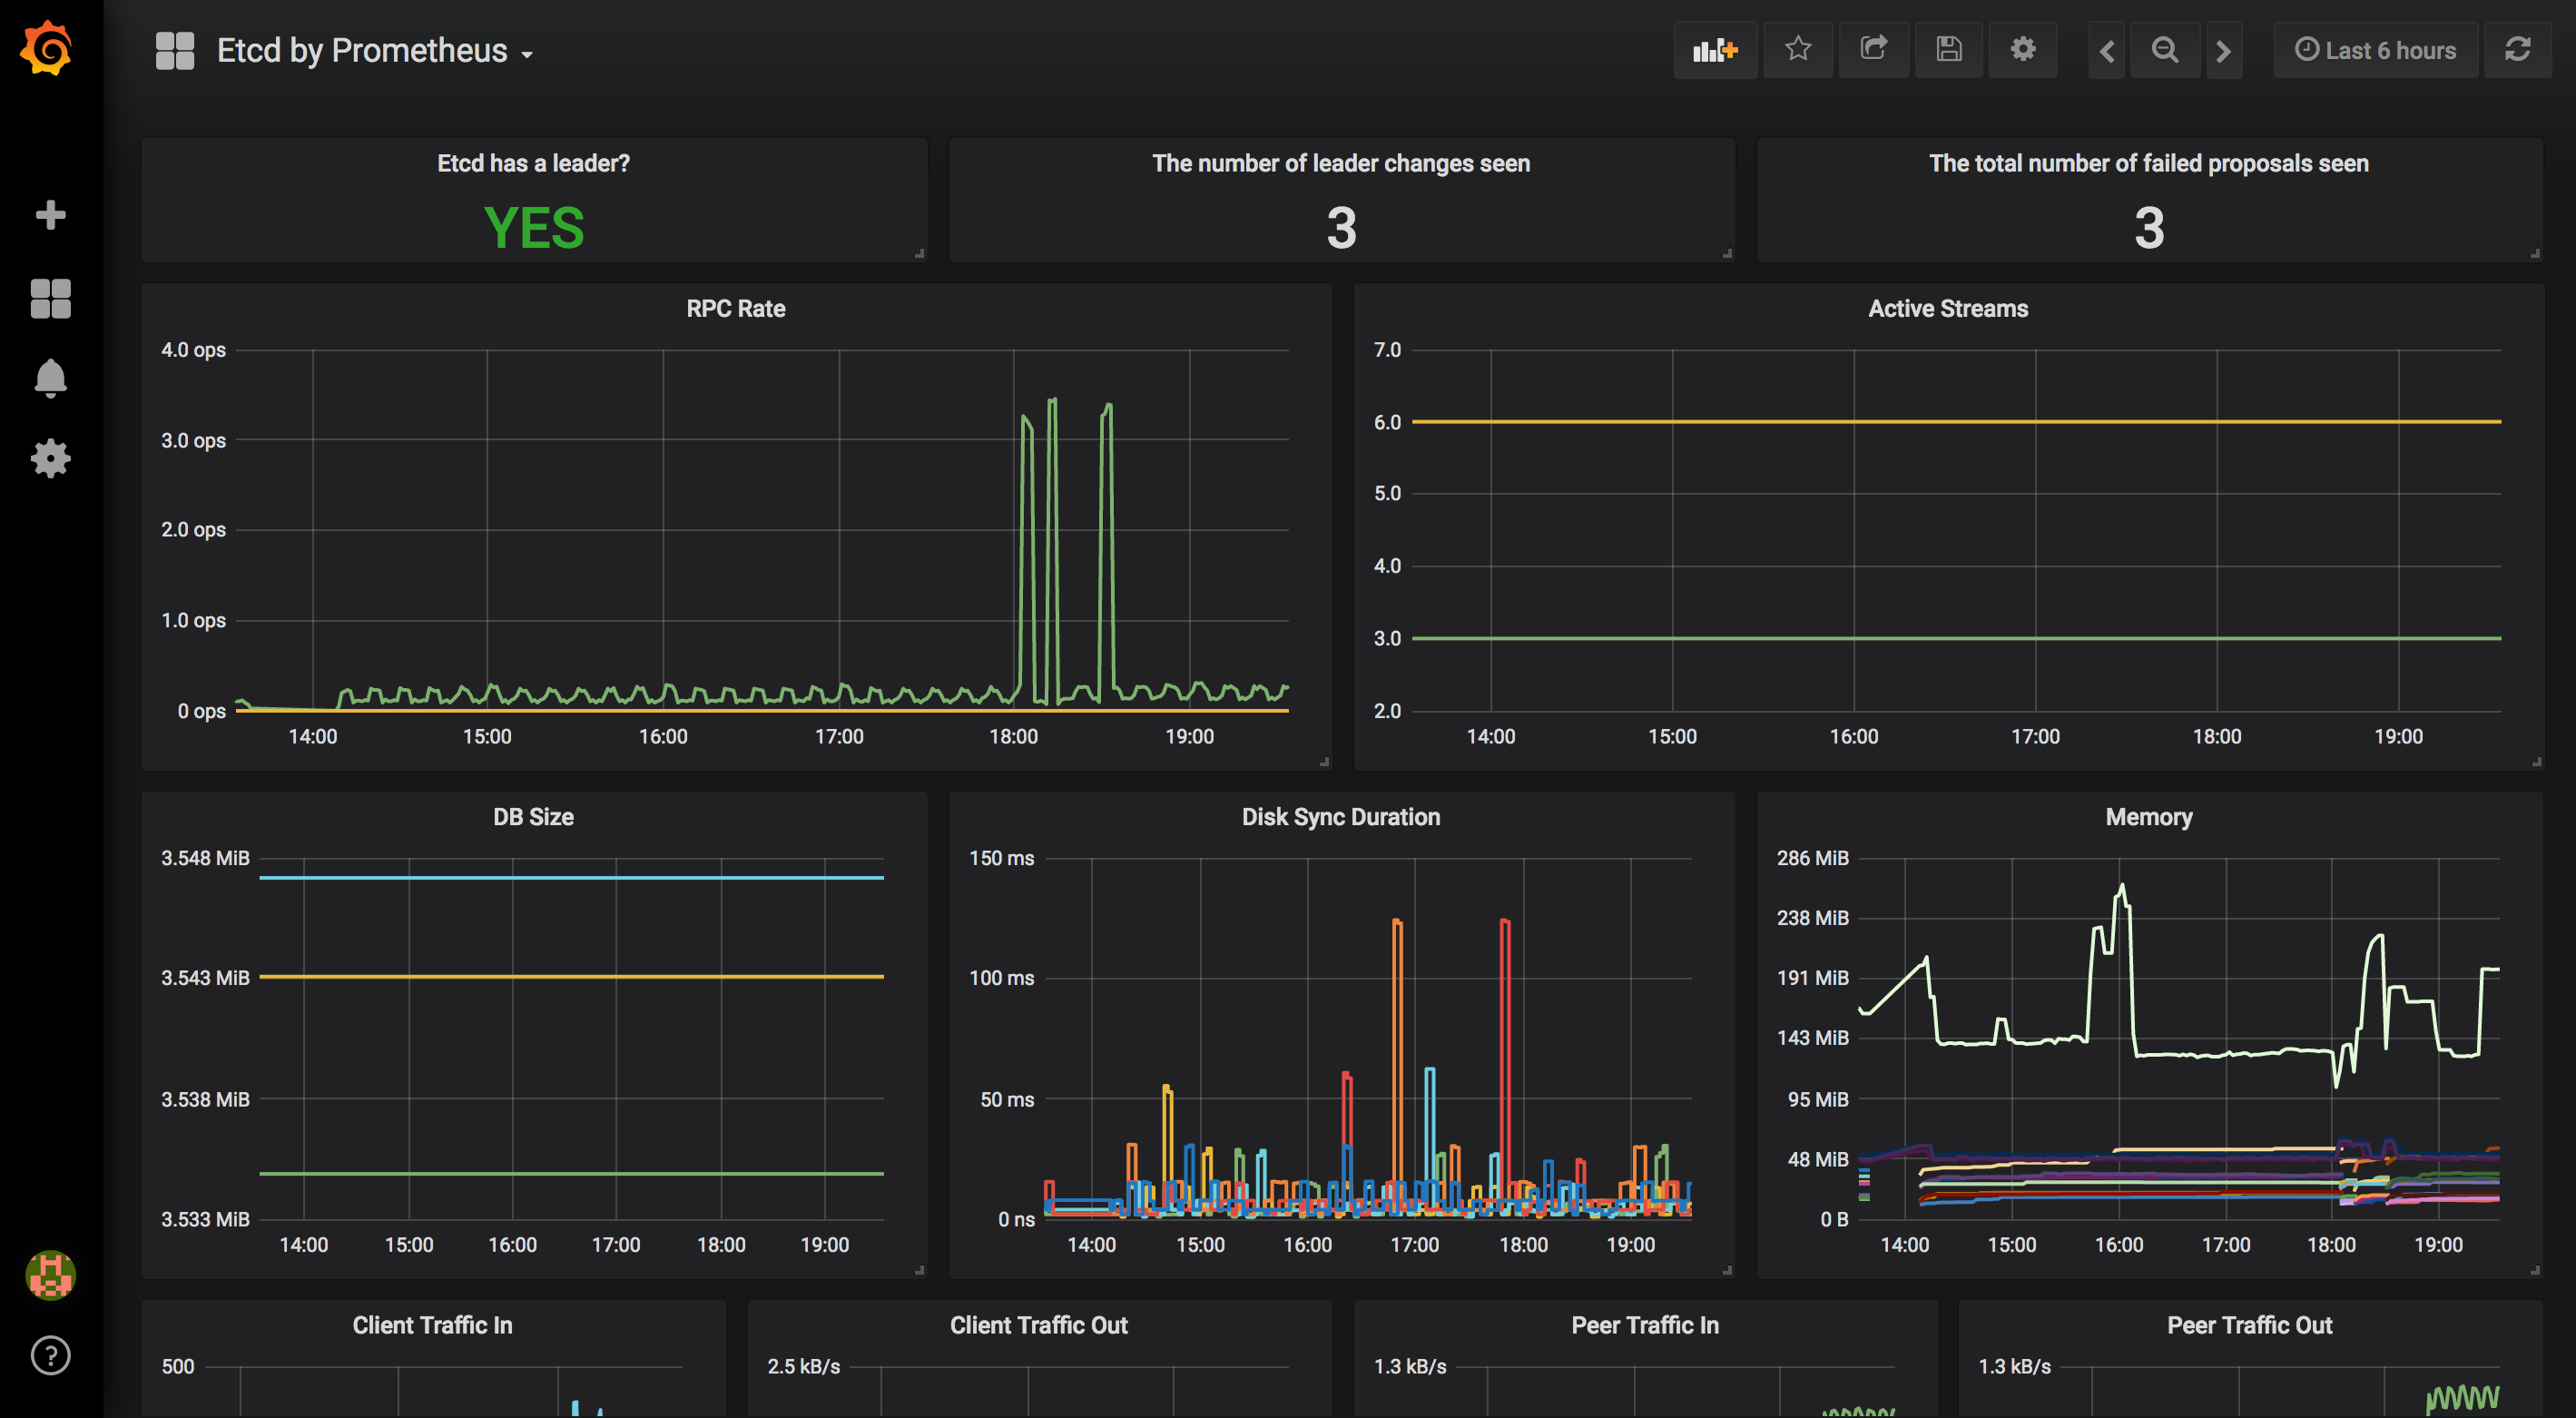 Etcd by Prometheus
Last 6 hours
Etcd has a leader?
YES
The number of leader changes seen
3
The total number of failed proposals seen
3
RPC Rate
4.0 ops
3.0 ops
2.0 ops
1.0 ops
0 ops
14:00 15:00 16:00 17:00 18:00 19:00
Active Streams
7.0
6.0
5.0
4.0
3.0
2.0
14:00 15:00 16:00 17:00 18:00 19:00
DB Size
3.548 MiB
3.543 MiB
3.538 MiB
3.533 MiB
14:00 15:00 16:00 17:00 18:00 19:00
Disk Sync Duration
150 ms
100 ms
50 ms
0 ns
14:00 15:00 16:00 17:00 18:00 19:00
Memory
286 MiB
238 MiB
191 MiB
143 MiB
95 MiB
48 MiB
0 B
14:00 15:00 16:00 17:00 18:00 19:00
Client Traffic In
500
Client Traffic Out
2.5 kB/s
Peer Traffic In
1.3 kB/s
Peer Traffic Out
1.3 kB/s
?